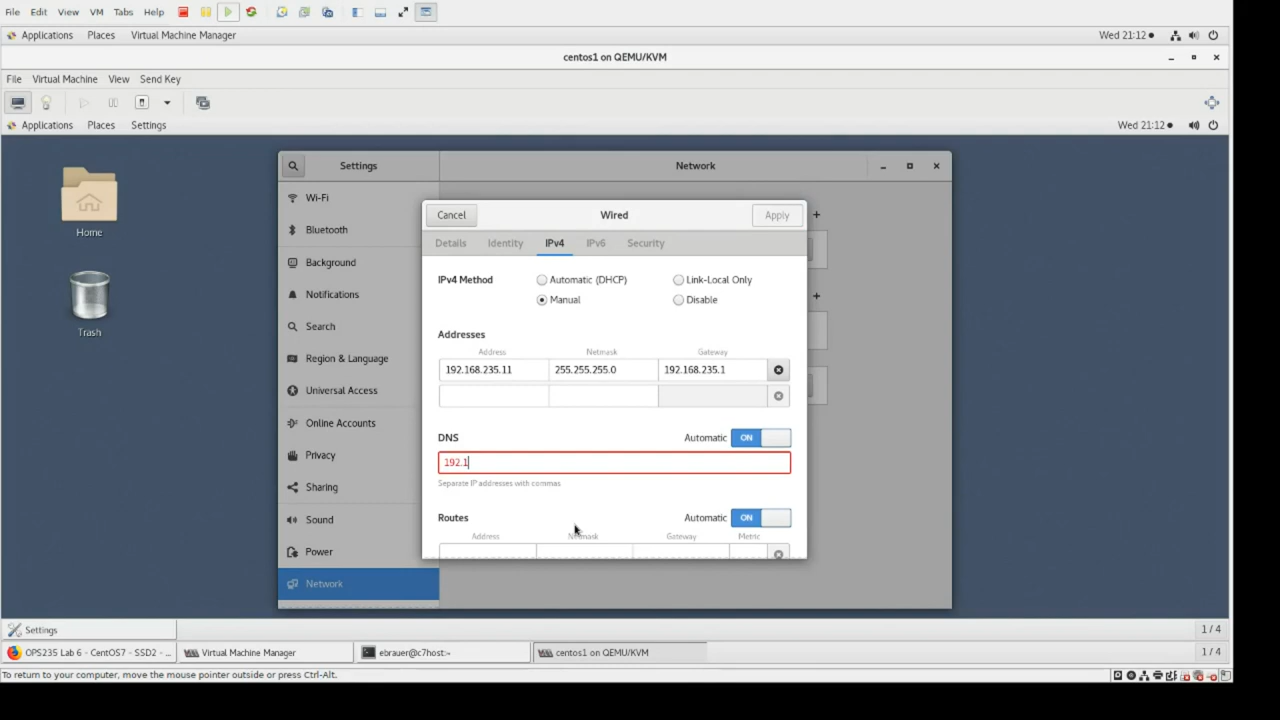 File Edit View VM Tabs Help
Applications Places Virtual Machine Manager Wed 21:12
centos1 on QEMU/KVM
File Virtual Machine View Send Key
Applications Places Settings Wed 21:12
Home
Trash
Settings
Network
Wi-Fi
Bluetooth
Background
Notifications
Search
Region & Language
Universal Access
Online Accounts
Privacy
Sharing
Sound
Power
Network
Cancel Wired Apply
Details Identity IPv4 IPv6 Security
IPv4 Method Automatic (DHCP) Link-Local Only
Manual Disable
Addresses
Address Netmask Gateway
192.168.235.11 255.255.255.0 192.168.235.1
DNS Automatic ON
192.1
Separate IP addresses with commas
Routes Automatic ON
Address Netmask Gateway Metric
Settings 1 / 4
OPS235 Lab 6 - CentOS7 - SSD2 - ... Virtual Machine Manager ebrauer@c7host:~ centos1 on QEMU/KVM 1 / 4
To return to your computer, move the mouse pointer outside or press Ctrl-Alt.